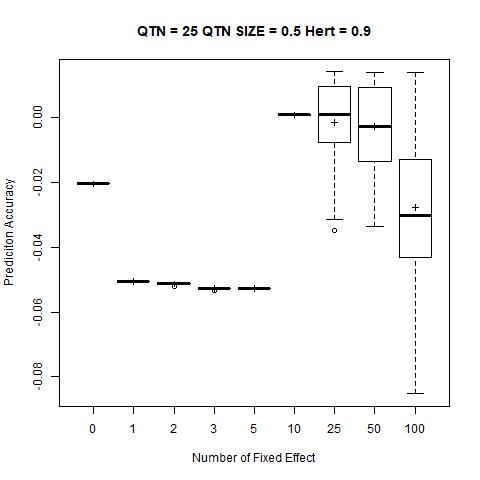 QTN = 25 QTN SIZE = 0.5 Hert = 0.9
Prediciton Accuracy
0.00
-0.02
-0.04
-0.06
-0.08
0 1 2 3 5 10 25 50 100
Number of Fixed Effect